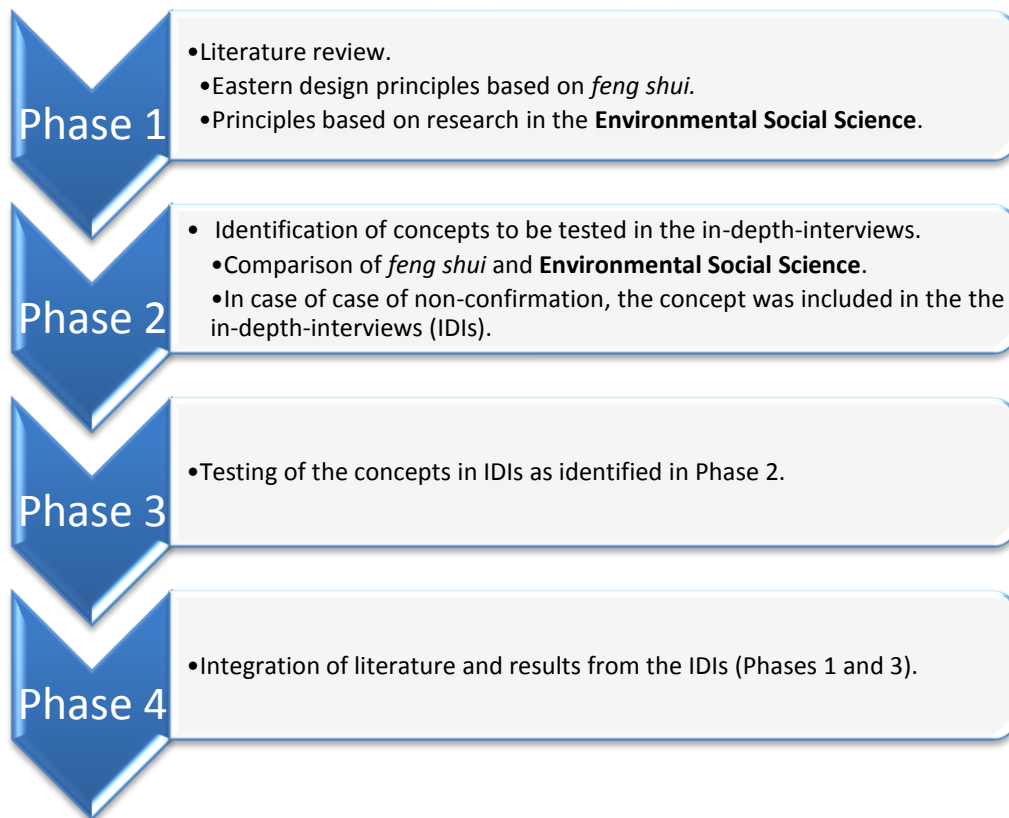 Phase 1
•Literature review.
•Eastern design principles based on feng shui.
•Principles based on research in the Environmental Social Science.
Phase 2
• Identification of concepts to be tested in the in-depth-interviews.
•Comparison of feng shui and Environmental Social Science.
•In case of case of non-confirmation, the concept was included in the the
in-depth-interviews (IDIs).
Phase 3
•Testing of the concepts in IDIs as identified in Phase 2.
Phase 4
•Integration of literature and results from the IDIs (Phases 1 and 3).